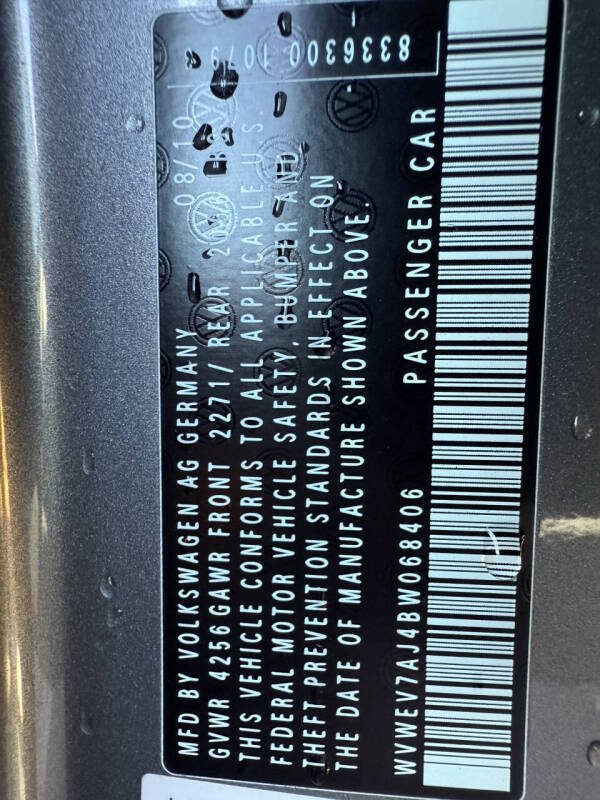 MFD BY VOLKSWAGEN AG GERMANY 08/10
GVWR 4256 GAWR FRONT 2271/ REAR
THIS VEHICLE CONFORMS TO ALL APPLICABLE U.S.
FEDERAL MOTOR VEHICLE SAFETY, BUMPER AND
THEFT PREVENTION STANDARDS IN EFFECT ON
THE DATE OF MANUFACTURE SHOWN ABOVE.
WVWEV7AJ4BW068406 PASSENGER CAR
8336300 1079